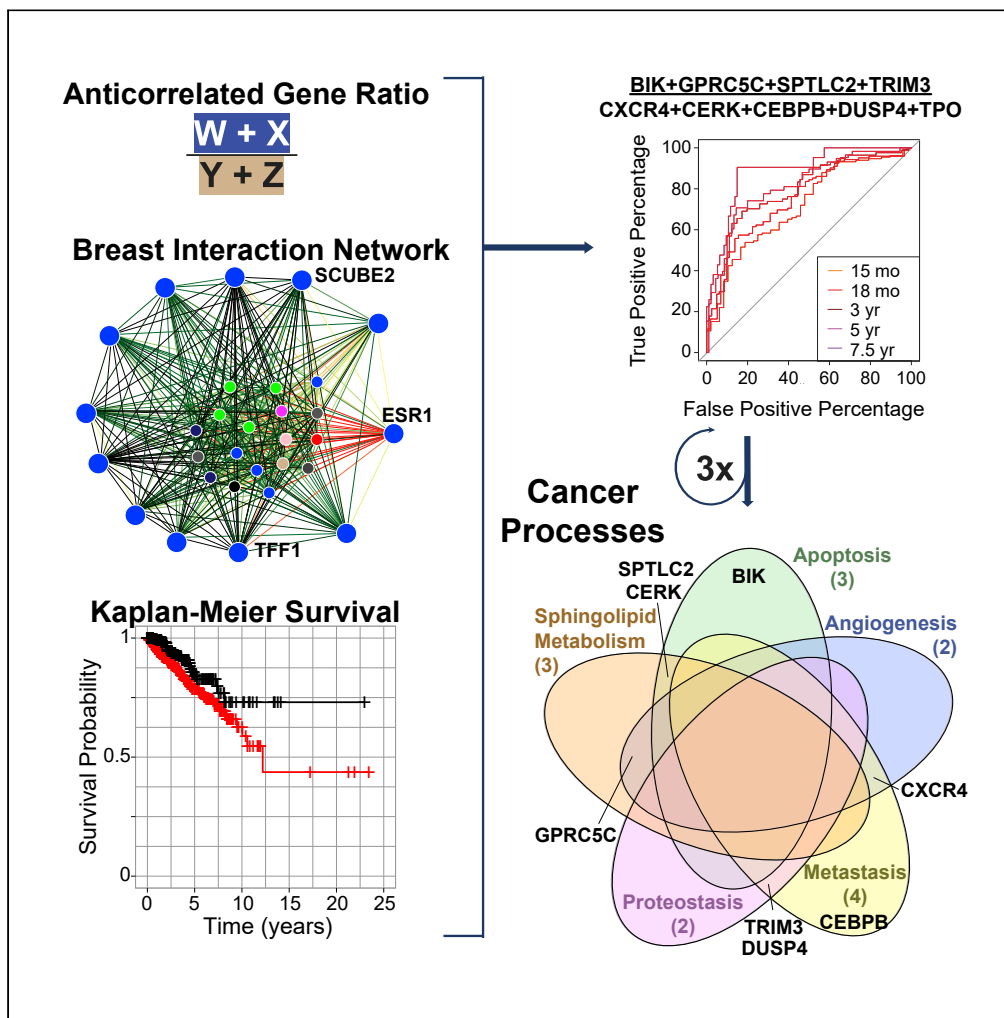 Anticorrelated Gene Ratio
W + X
Y + Z
Breast Interaction Network
SCUBE2
ESR1
TFF1
Kaplan-Meier Survival
Survival Probability
1
0.5
0
0 5 10 15 20 25
Time (years)
BIK+GPRC5C+SPTLC2+TRIM3
CXCR4+CERK+CEBPB+DUSP4+TPO
True Positive Percentage
100
80
60
40
20
0
15 mo
18 mo
3 yr
5 yr
7.5 yr
0 20 40.. 60 80 100
False Positive Percentage
3x
Cancer
Processes
SPTLC2
CERK
BIK
Apoptosis
(3)
Sphingolipid
Metabolism
(3)
Angiogenesis
(2)
CXCR4
GPRC5C
Metastasis
(4)
CEBPB
Proteostasis
(2)
TRIM3
DUSP4